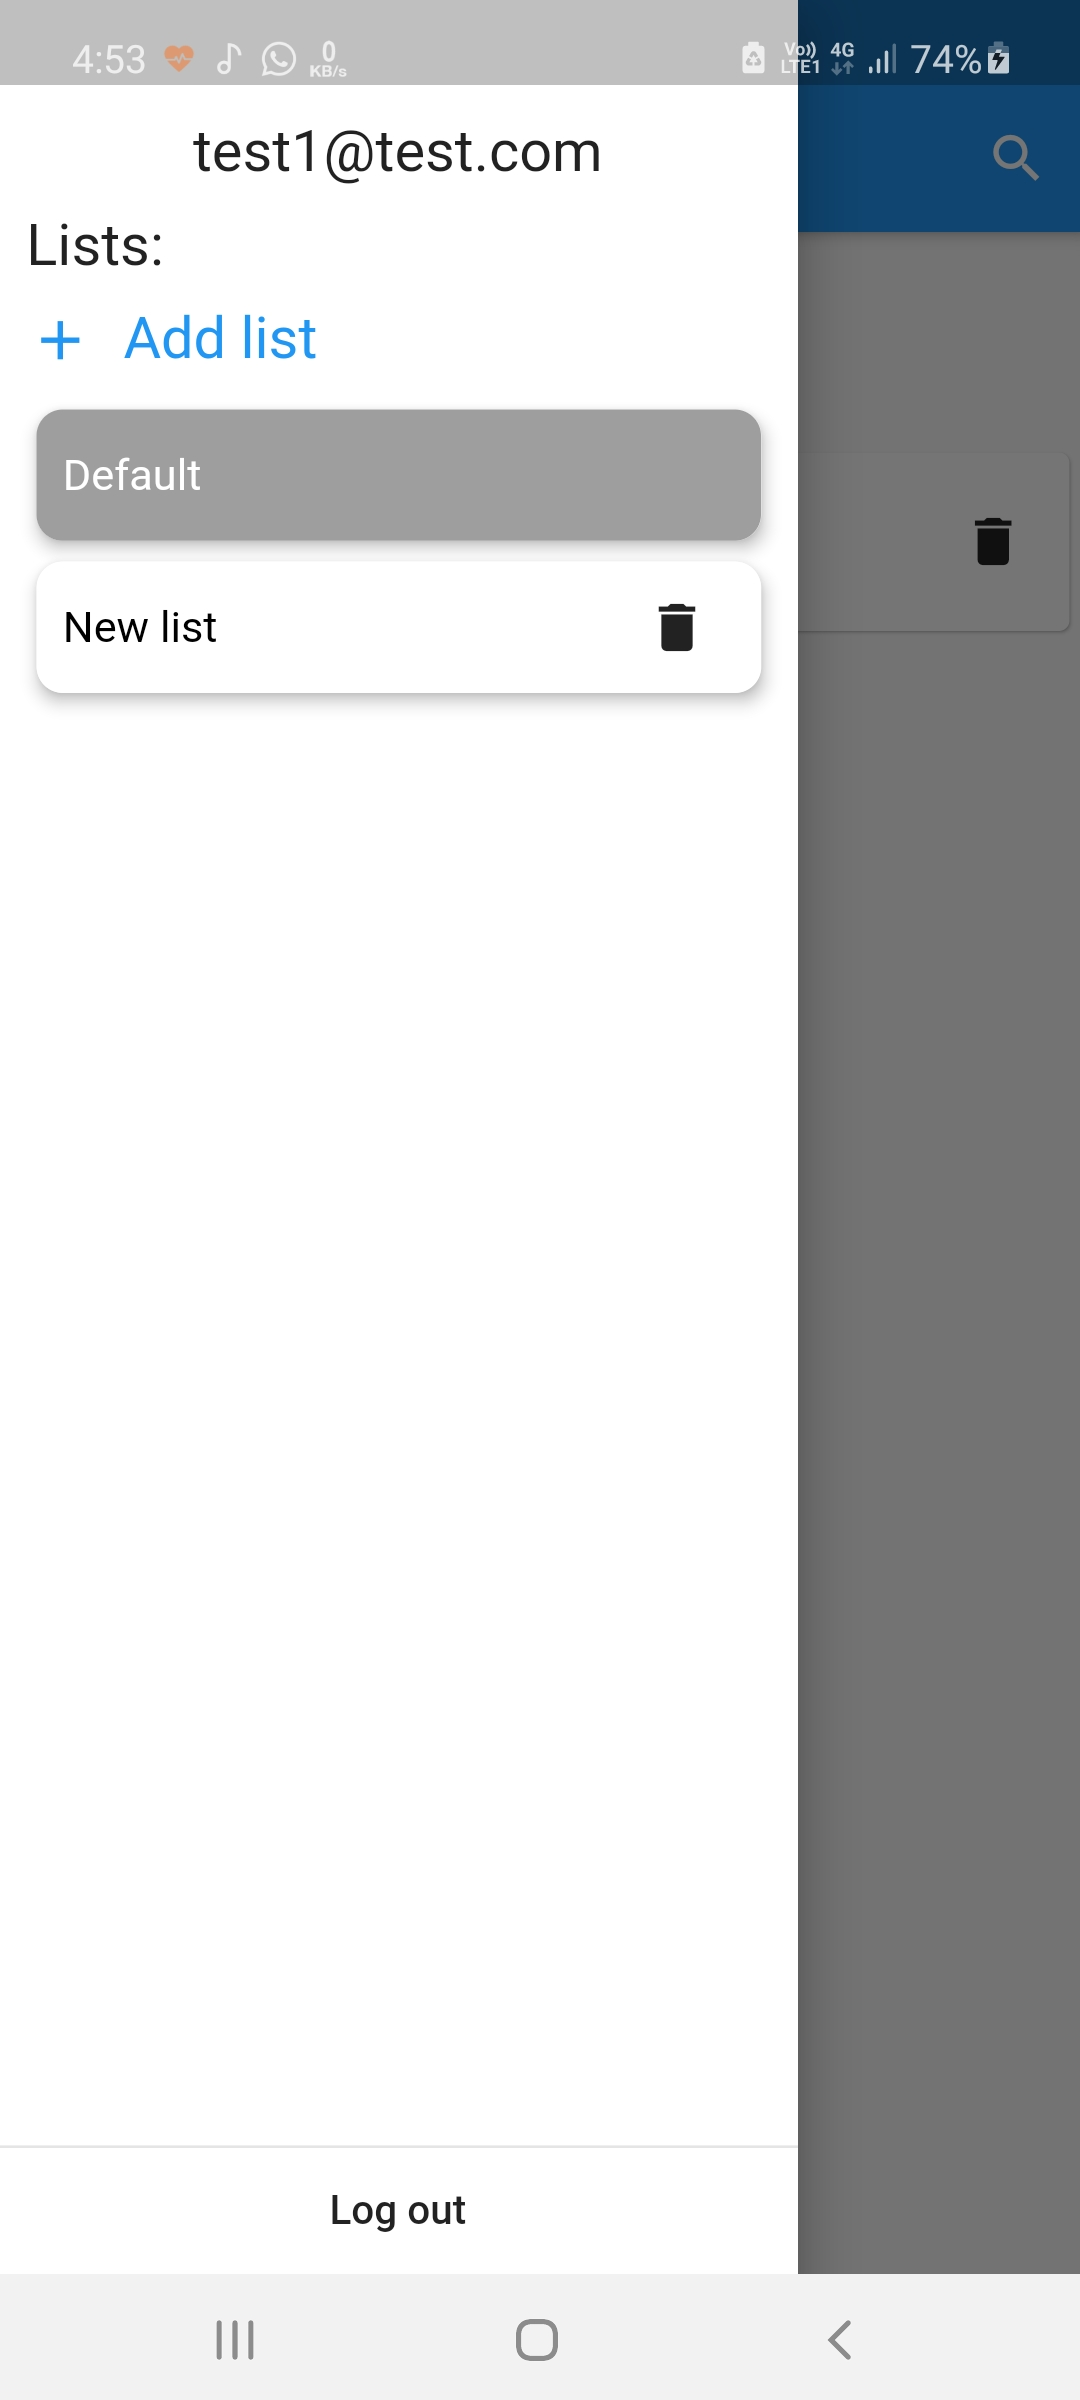 4:53 0 KB/s Vo)) LTE1 4G 74%
test1@test.com
Lists:
+ Add list
Default
New list
Log out